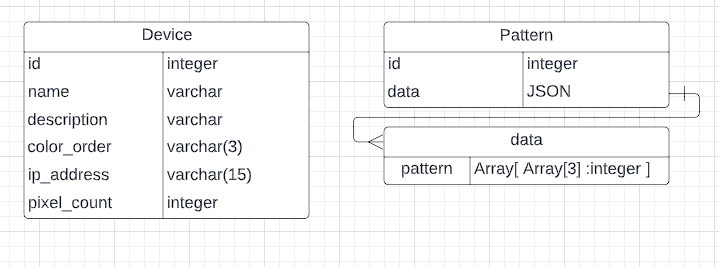 Device
id integer
name varchar
description varchar
color_order varchar(3)
ip_address varchar(15)
pixel_count integer
Pattern
id integer
data JSON
data
pattern Array[ Array[3] :integer ]